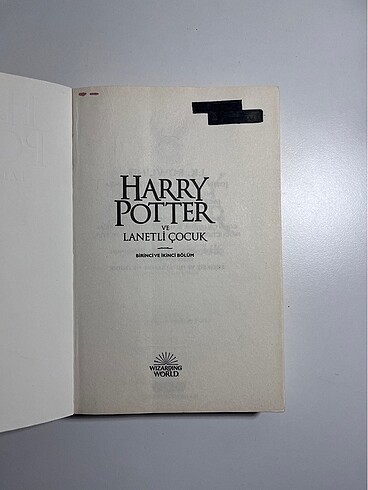 HARRY
POTTER
VE
LANETLİ ÇOCUK
BİRİNCİ VE İKİNCİ BÖLÜM
WIZARDING
WORLD